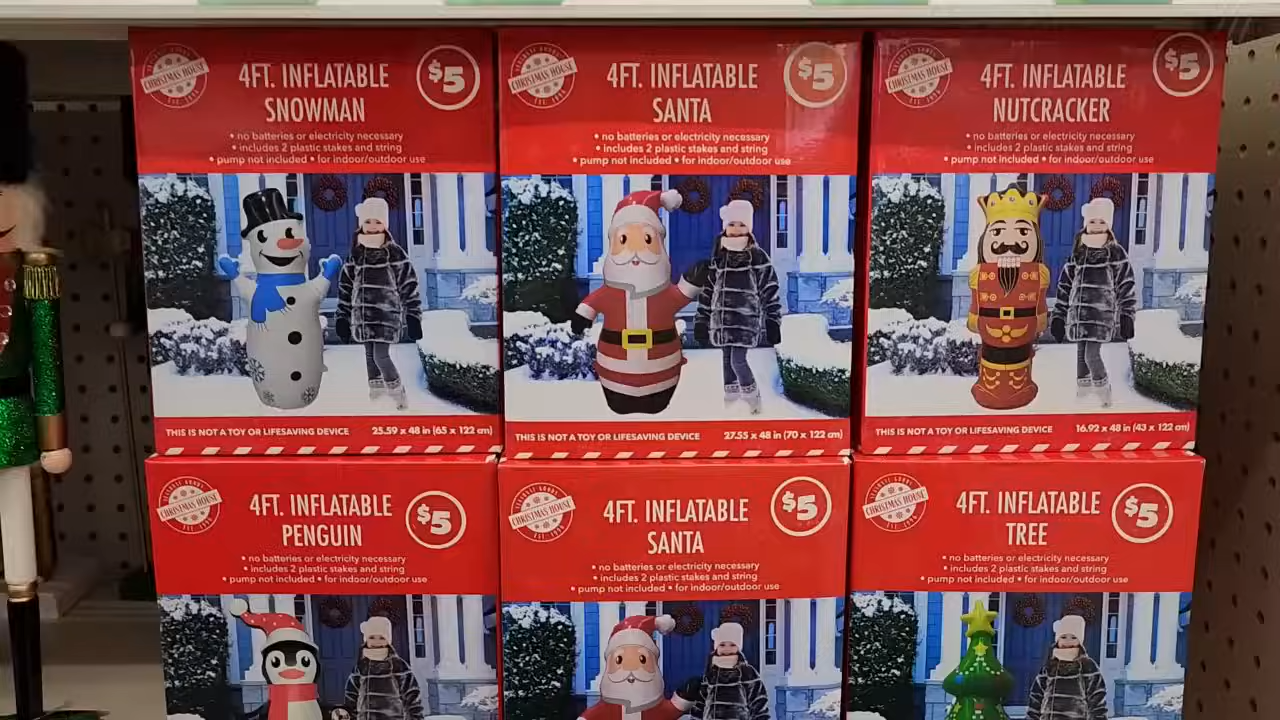 4FT. INFLATABLE
SNOWMAN
$5
CHRISTMAS HOUSE
• no batteries or electricity necessary
• includes 2 plastic stakes and string
• pump not included • for indoor/outdoor use
THIS IS NOT A TOY OR LIFESAVING DEVICE
25.59 x 48 in (65 x 122 cm)
4FT. INFLATABLE
SANTA
$5
CHRISTMAS HOUSE
• no batteries or electricity necessary
• includes 2 plastic stakes and string
• pump not included • for indoor/outdoor use
THIS IS NOT A TOY OR LIFESAVING DEVICE
27.55 x 48 in (70 x 122 cm)
4FT. INFLATABLE
NUTCRACKER
$5
CHRISTMAS HOUSE
• no batteries or electricity necessary
• includes 2 plastic stakes and string
• pump not included • for indoor/outdoor use
THIS IS NOT A TOY OR LIFESAVING DEVICE
16.92 x 48 in (43 x 122 cm)
4FT. INFLATABLE
PENGUIN
$5
CHRISTMAS HOUSE
• no batteries or electricity necessary
• includes 2 plastic stakes and string
• pump not included • for indoor/outdoor use
4FT. INFLATABLE
SANTA
$5
CHRISTMAS HOUSE
• no batteries or electricity necessary
• includes 2 plastic stakes and string
• pump not included • for indoor/outdoor use
4FT. INFLATABLE
TREE
$5
CHRISTMAS HOUSE
• no batteries or electricity necessary
• includes 2 plastic stakes and string
• pump not included • for indoor/outdoor use